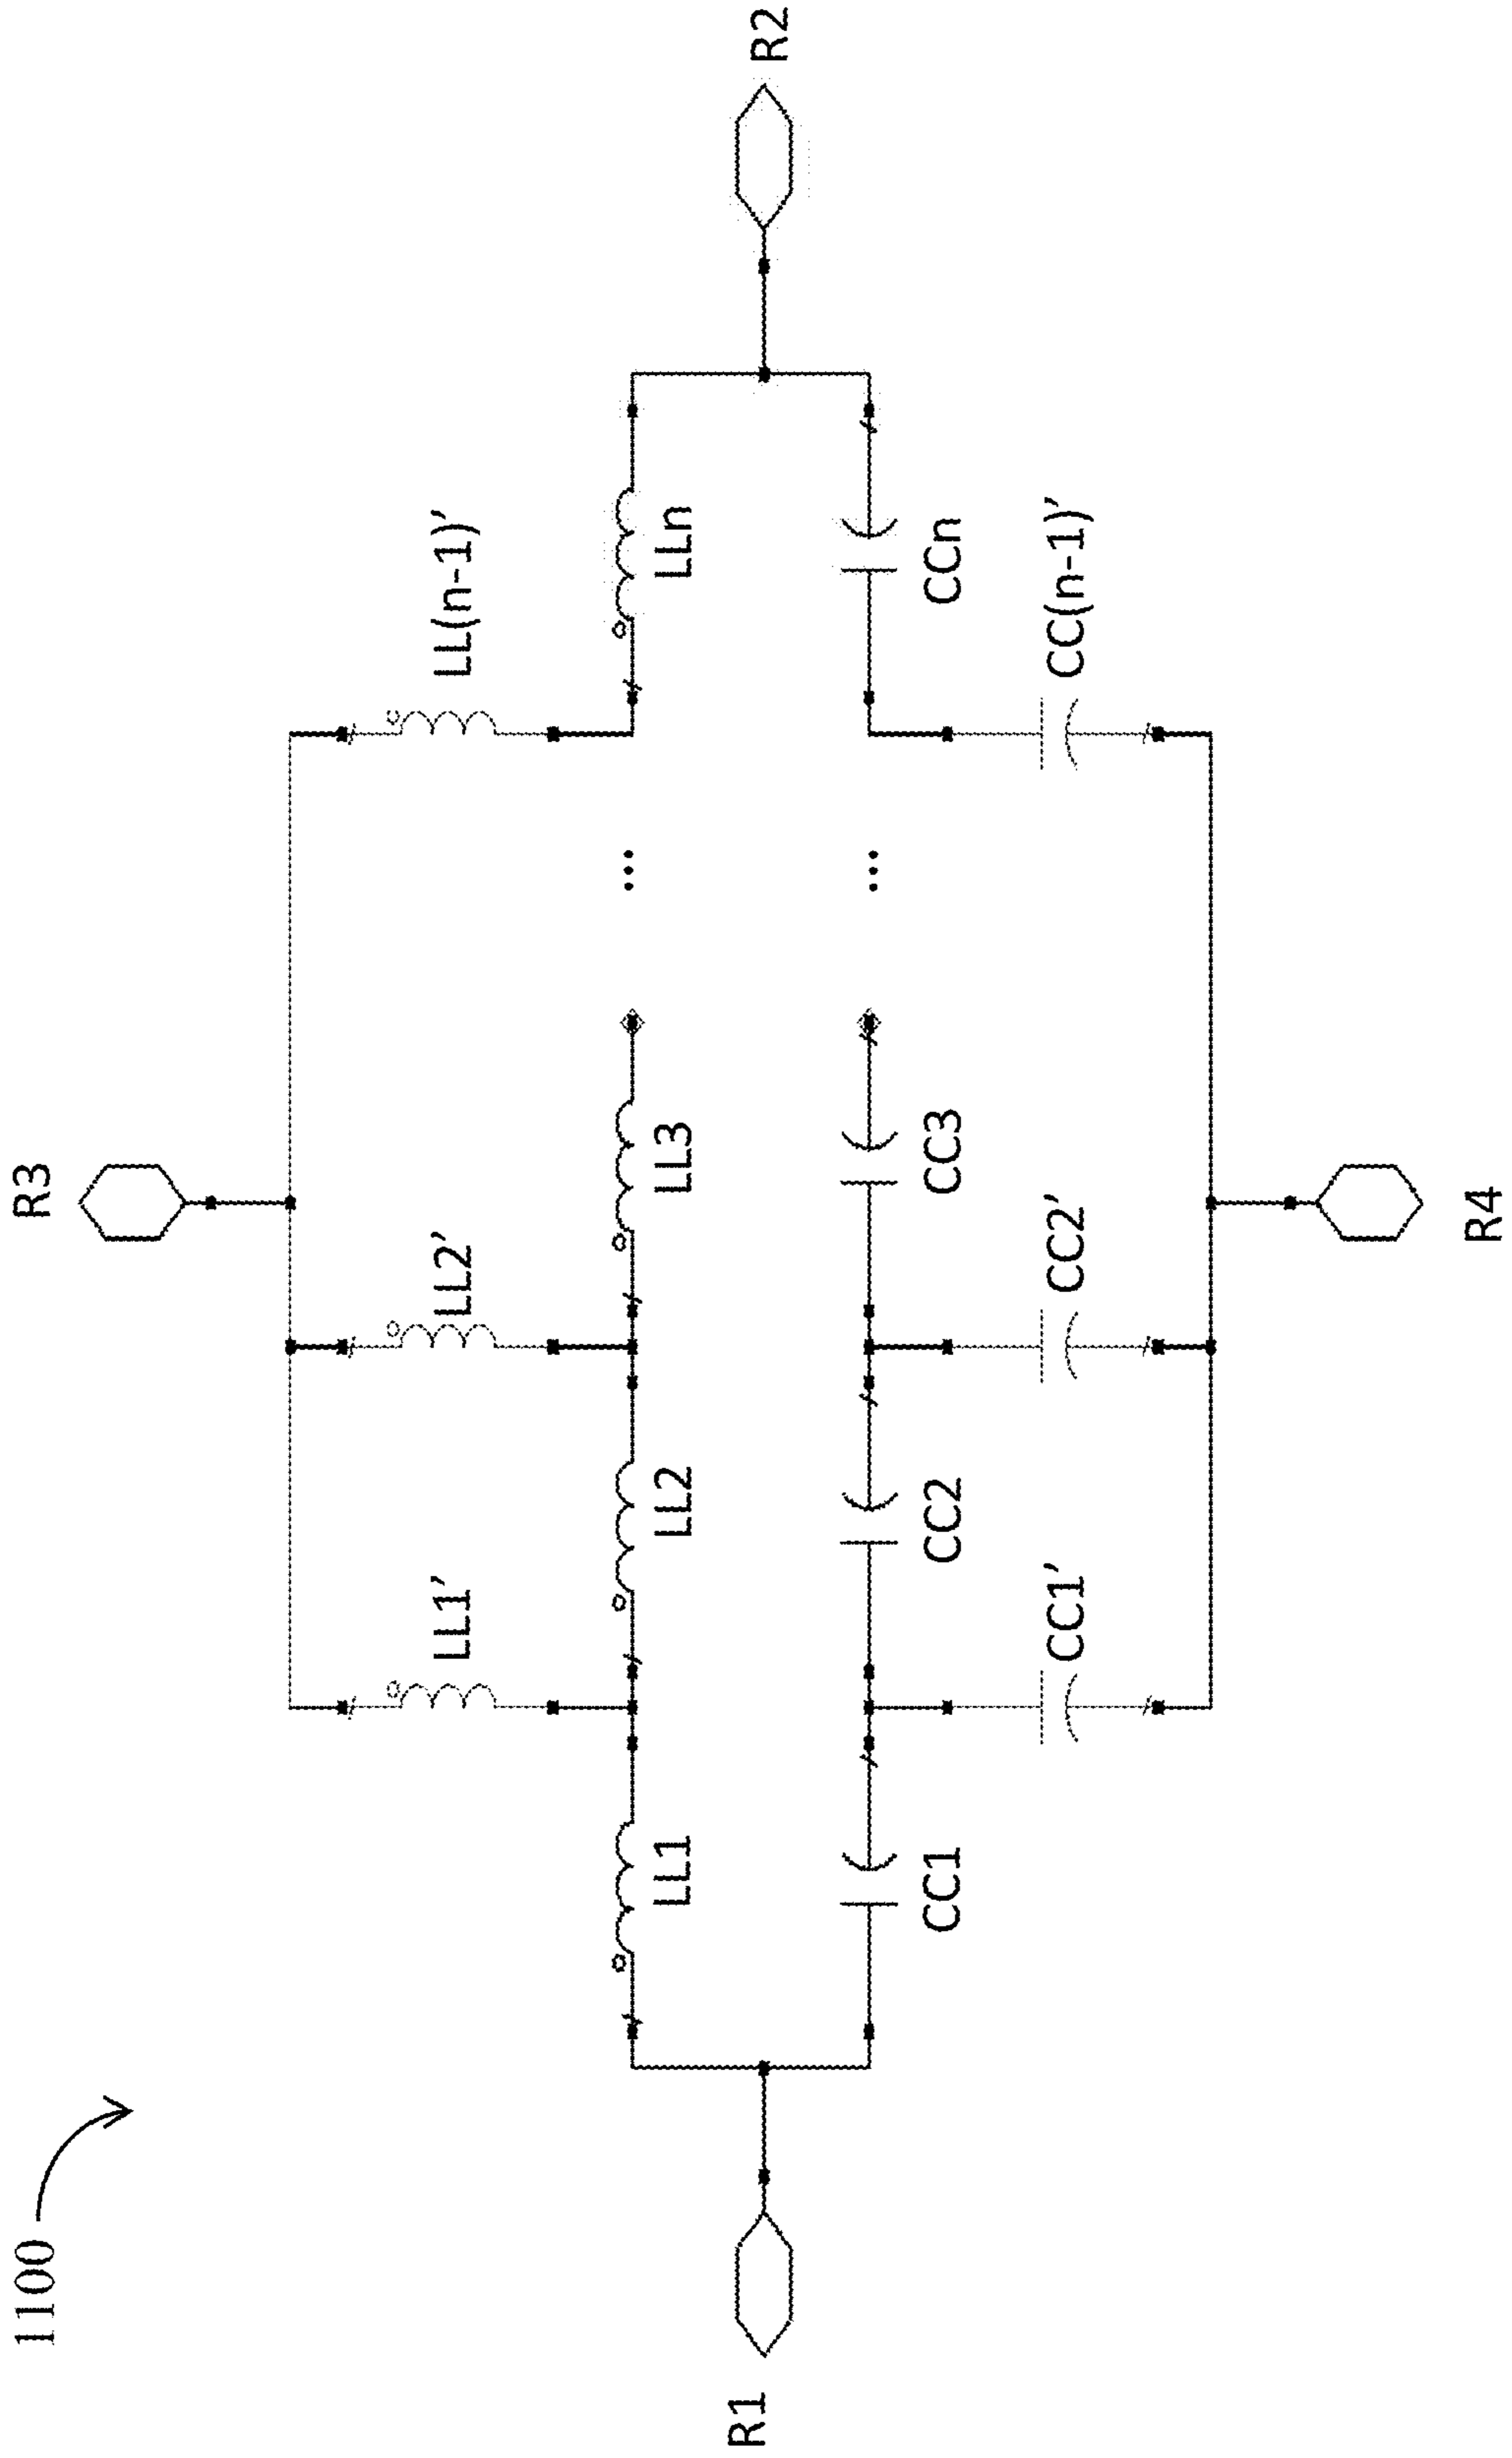 1100
R3
LL1’
LL2’
LL(n-1)’
LL1
LL2
LL3
...
LLn
R1
R2
CC1
CC2
CC3
...
CCn
CC1’
CC2’
CC(n-1)’
R4